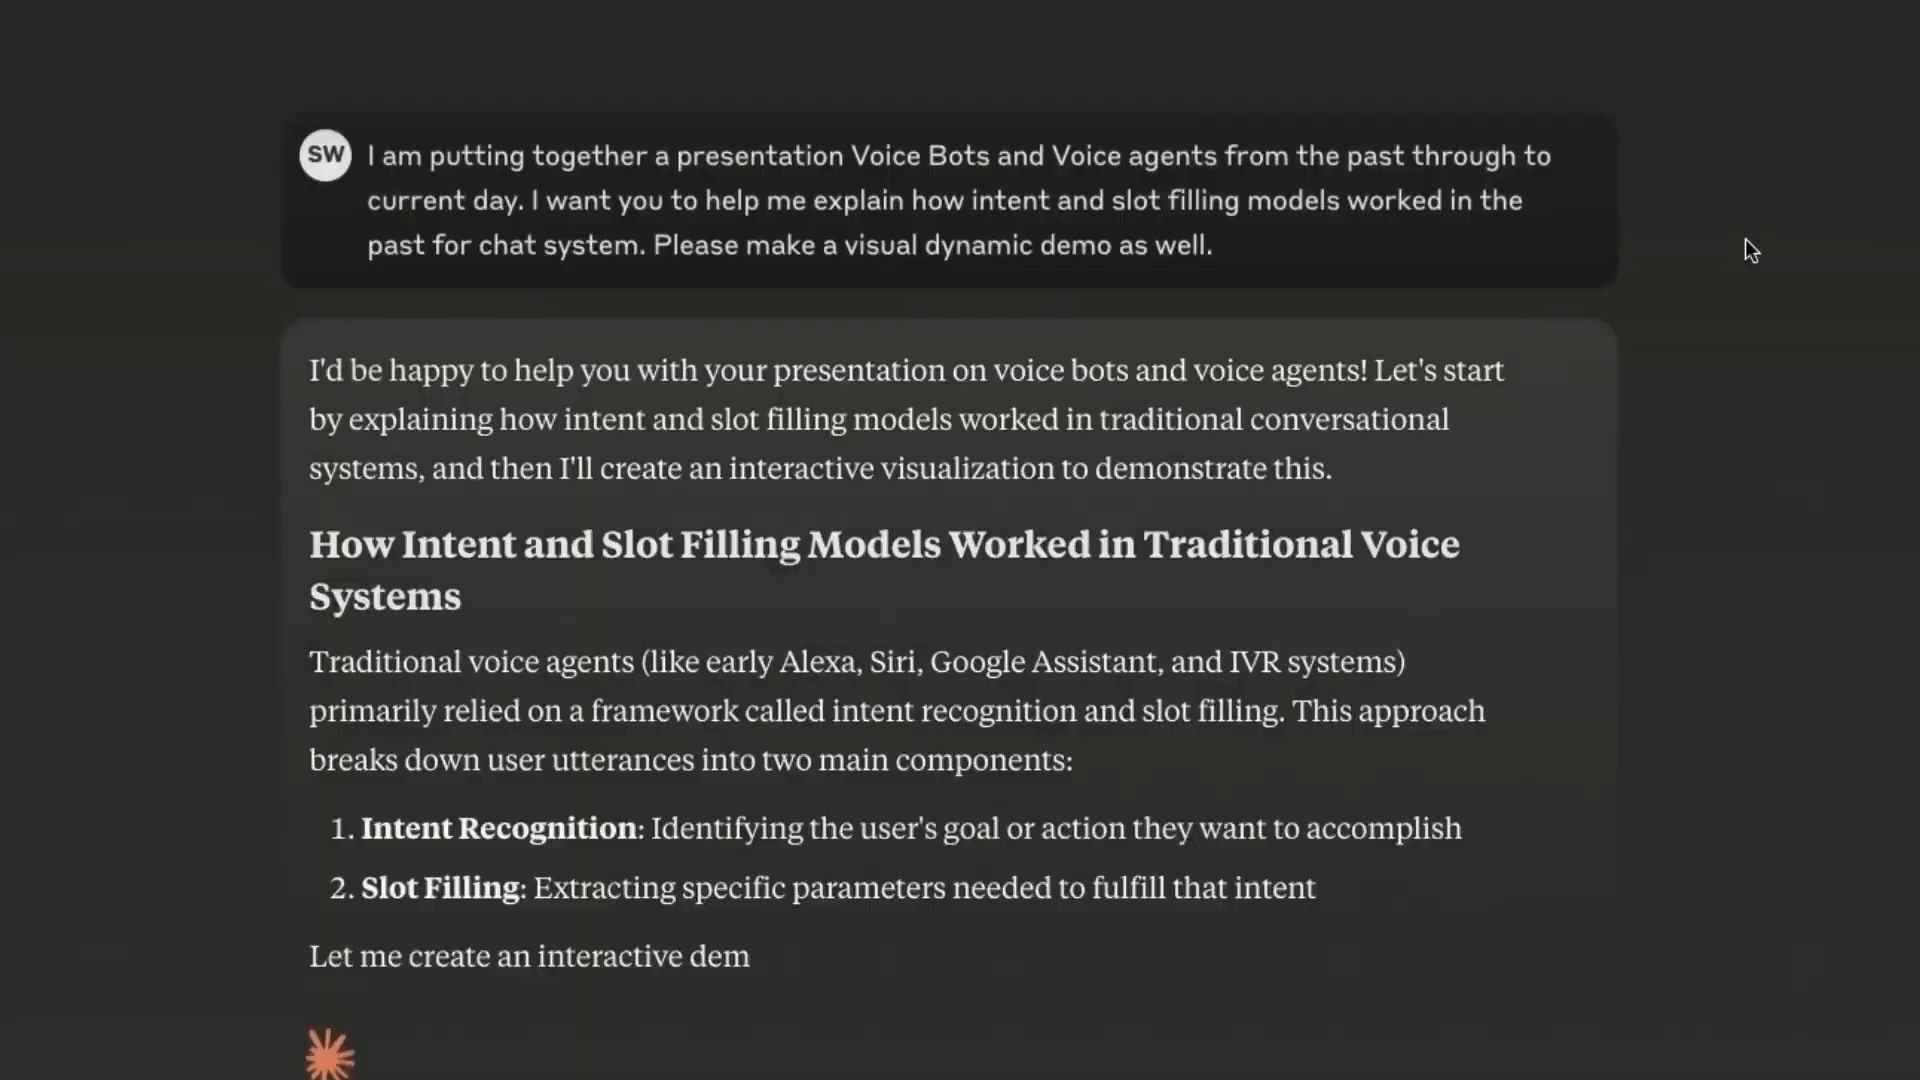 SW
I am putting together a presentation Voice Bots and Voice agents from the past through to
current day. I want you to help me explain how intent and slot filling models worked in the
past for chat system. Please make a visual dynamic demo as well.
I'd be happy to help you with your presentation on voice bots and voice agents! Let's start
by explaining how intent and slot filling models worked in traditional conversational
systems, and then I'll create an interactive visualization to demonstrate this.
How Intent and Slot Filling Models Worked in Traditional Voice
Systems
Traditional voice agents (like early Alexa, Siri, Google Assistant, and IVR systems)
primarily relied on a framework called intent recognition and slot filling. This approach
breaks down user utterances into two main components:
1. Intent Recognition: Identifying the user's goal or action they want to accomplish
2. Slot Filling: Extracting specific parameters needed to fulfill that intent
Let me create an interactive dem